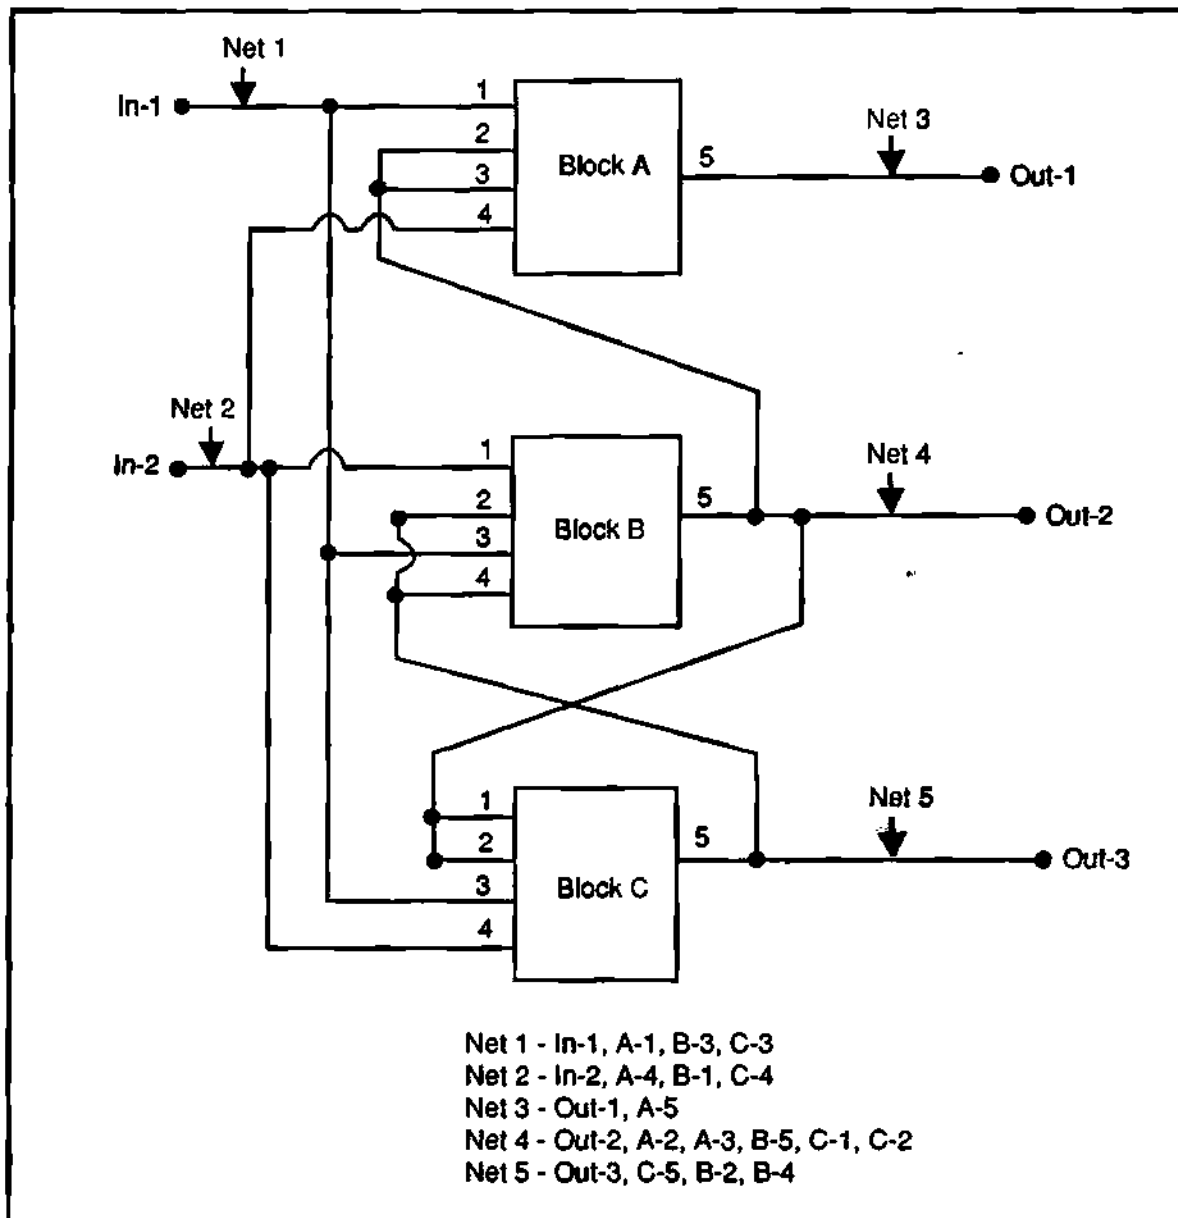 Net 1
In-1
1
2
3
4
Block A
5
Net 3
Out-1
Net 2
In-2
1
2
3
4
Block B
5
Net 4
Out-2
1
2
3
4
Block C
5
Net 5
Out-3
Net 1 - In-1, A-1, B-3, C-3
Net 2 - In-2, A-4, B-1, C-4
Net 3 - Out-1, A-5
Net 4 - Out-2, A-2, A-3, B-5, C-1, C-2
Net 5 - Out-3, C-5, B-2, B-4